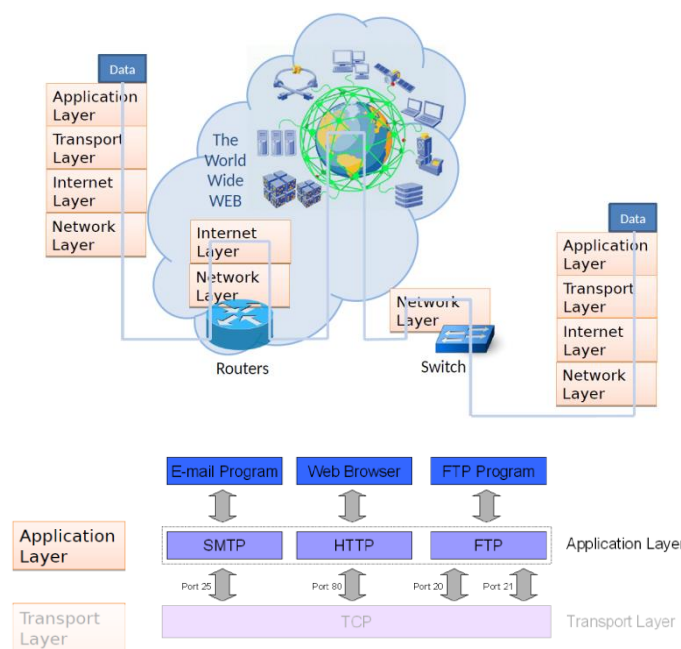 Data
Application
Layer
Transport
Layer
Internet
Layer
Network
Layer
The
World
Wide
WEB
Internet
Layer
Network
Layer
Routers
Network
Layer
Switch
Data
Application
Layer
Transport
Layer
Internet
Layer
Network
Layer
E-mail Program
Web Browser
FTP Program
Application
Layer
SMTP
HTTP
FTP
Application Layer
Port 25
Port 80
Port 20
Port 21
Transport
Layer
TCP
Transport Layer